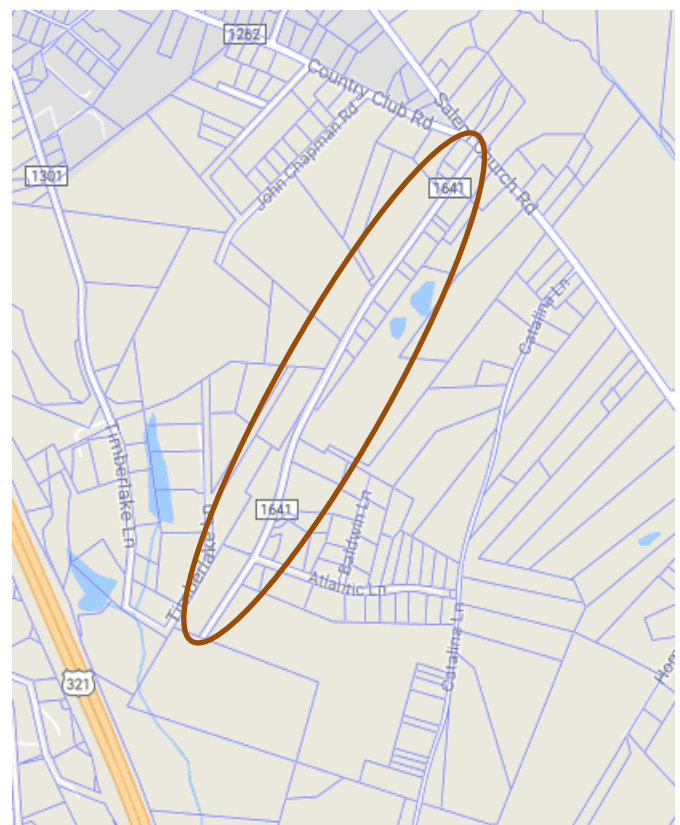 1262
Country Club Rd
Salem Church Rd
John Chapman Rd
1301
1641
Catalina Ln
Timberlake Ln
1641
Baldwin Ln
Timberlake Ln
Atlantic Ln
Catalina Ln
321